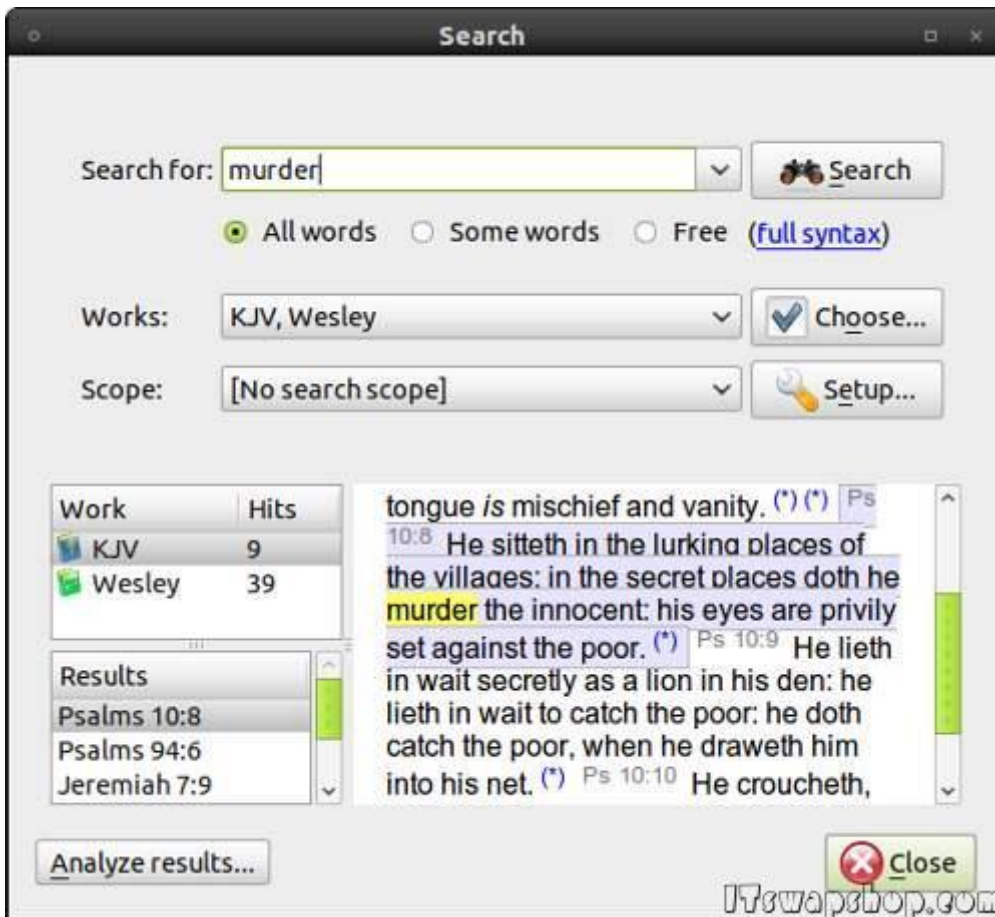 Search
Search for: murder Search
All words Some words Free (full syntax)
Works: KJV, Wesley Choose...
Scope: [No search scope] Setup...
Work Hits
KJV 9
Wesley 39
Results
Psalms 10:8
Psalms 94:6
Jeremiah 7:9
tongue is mischief and vanity. (*) (*) Ps
10:8 He sitteth in the lurking places of
the villages: in the secret places doth he
murder the innocent: his eyes are privily
set against the poor. (*) Ps 10:9 He lieth
in wait secretly as a lion in his den: he
lieth in wait to catch the poor: he doth
catch the poor, when he draweth him
into his net. (*) Ps 10:10 He croucheth,
Analyze results... Close
ITswapshop.com